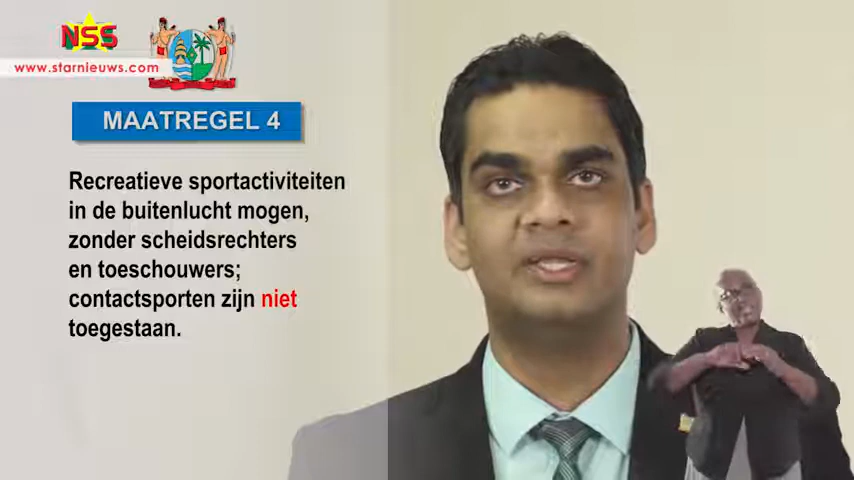 NSS
www.starnieuws.com
MAATREGEL 4
Recreatieve sportactiviteiten
in de buitenlucht mogen,
zonder scheidsrechters
en toeschouwers;
contactsporten zijn niet
toegestaan.